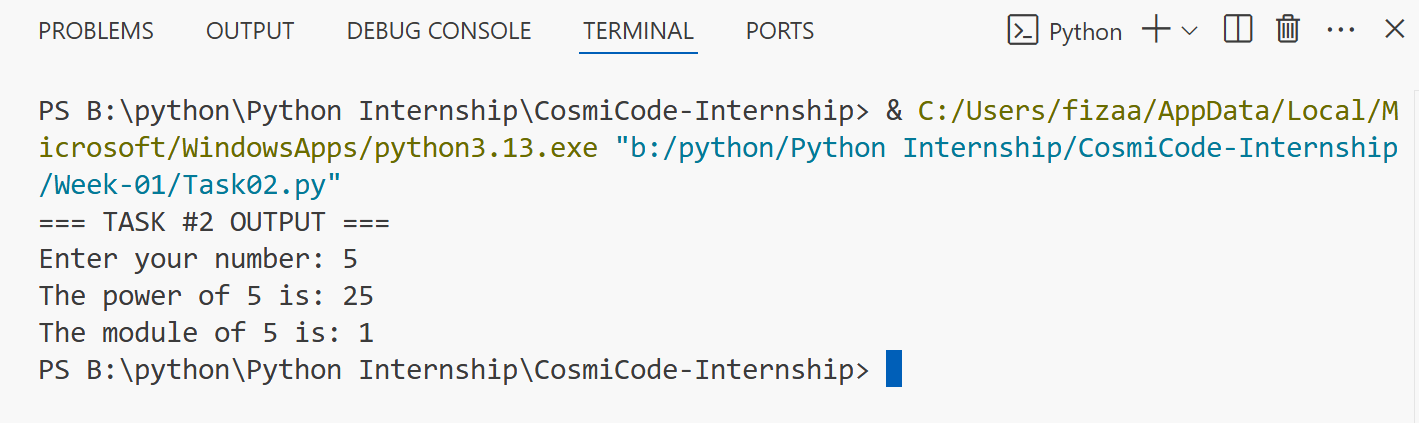 PROBLEMS OUTPUT DEBUG CONSOLE TERMINAL PORTS Python
PS B:\python\Python Internship\CosmiCode-Internship> & C:/Users/fizaa/AppData/Local/M
icrosoft/WindowsApps/python3.13.exe "b:/python/Python Internship/CosmiCode-Internship
/Week-01/Task02.py"
=== TASK #2 OUTPUT ===
Enter your number: 5
The power of 5 is: 25
The module of 5 is: 1
PS B:\python\Python Internship\CosmiCode-Internship>